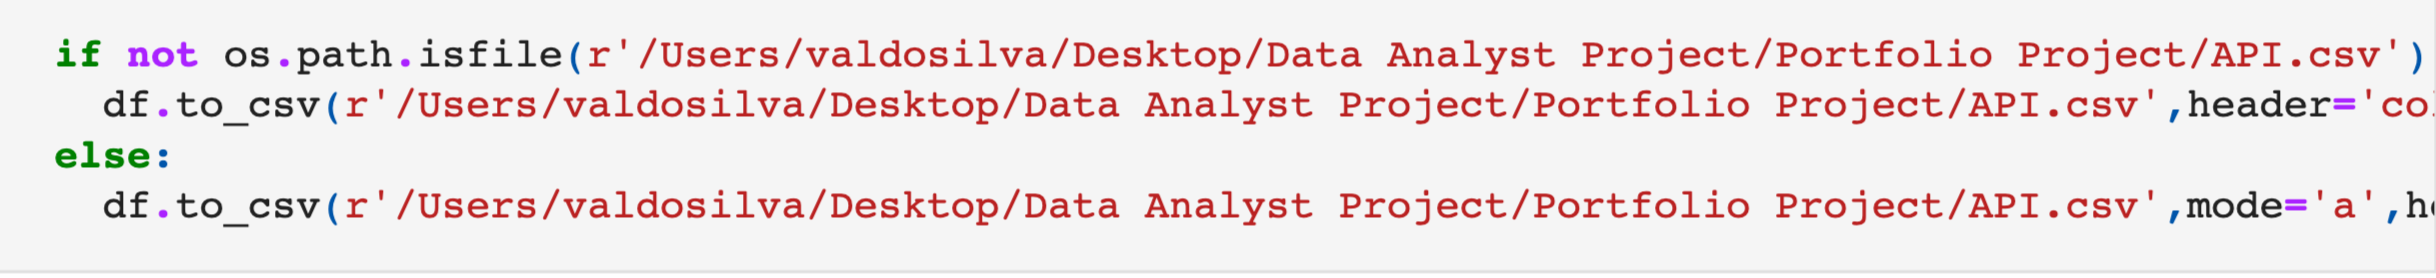 if not os.path.isfile(r'/Users/valdosilva/Desktop/Data Analyst Project/Portfolio Project/API.csv')
df.to_csv(r'/Users/valdosilva/Desktop/Data Analyst Project/Portfolio Project/API.csv',header='co
else:
df.to_csv(r'/Users/valdosilva/Desktop/Data Analyst Project/Portfolio Project/API.csv',mode='a',h